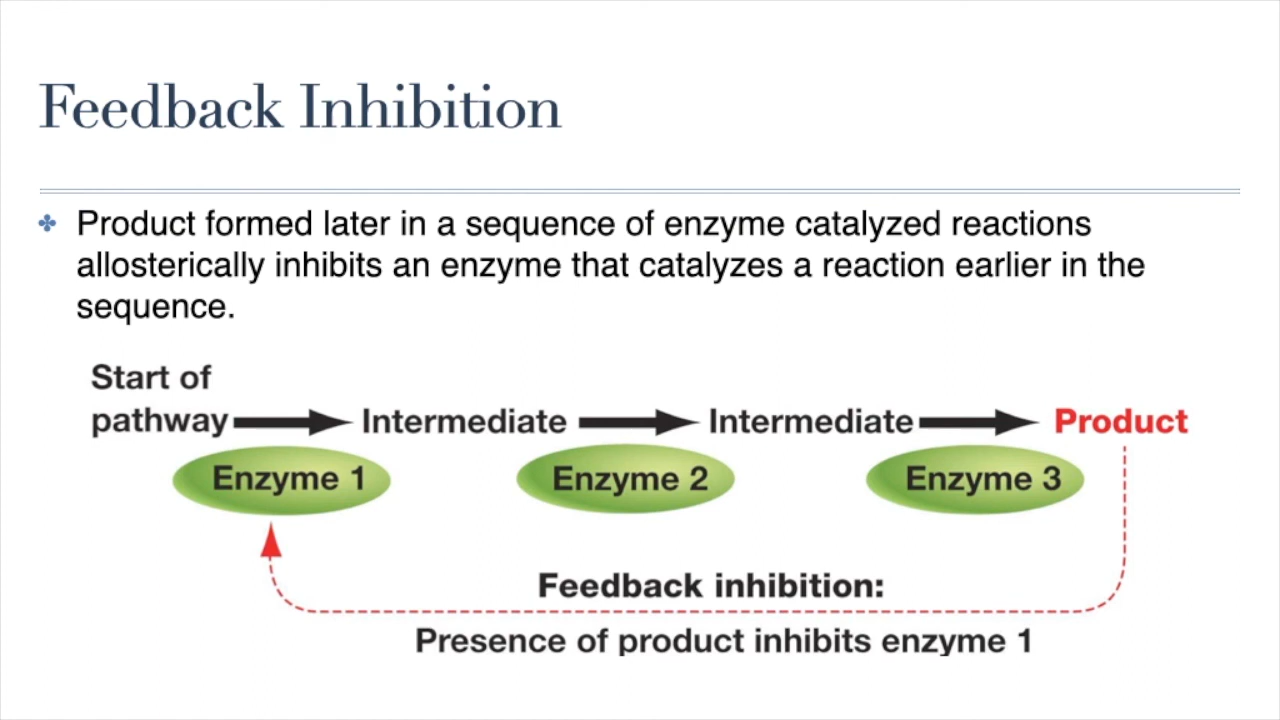 Feedback Inhibition
Product formed later in a sequence of enzyme catalyzed reactions
allosterically inhibits an enzyme that catalyzes a reaction earlier in the
sequence.
Start of
pathway Intermediate Intermediate Product
Enzyme 1 Enzyme 2 Enzyme 3
Feedback inhibition:
Presence of product inhibits enzyme 1